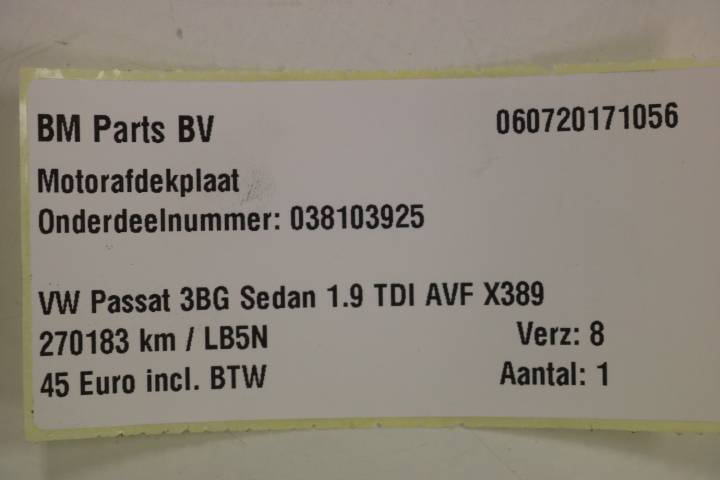 BM Parts BV 060720171056
Motorafdekplaat
Onderdeelnummer: 038103925
VW Passat 3BG Sedan 1.9 TDI AVF X389
270183 km / LB5N Verz: 8
45 Euro incl. BTW Aantal: 1